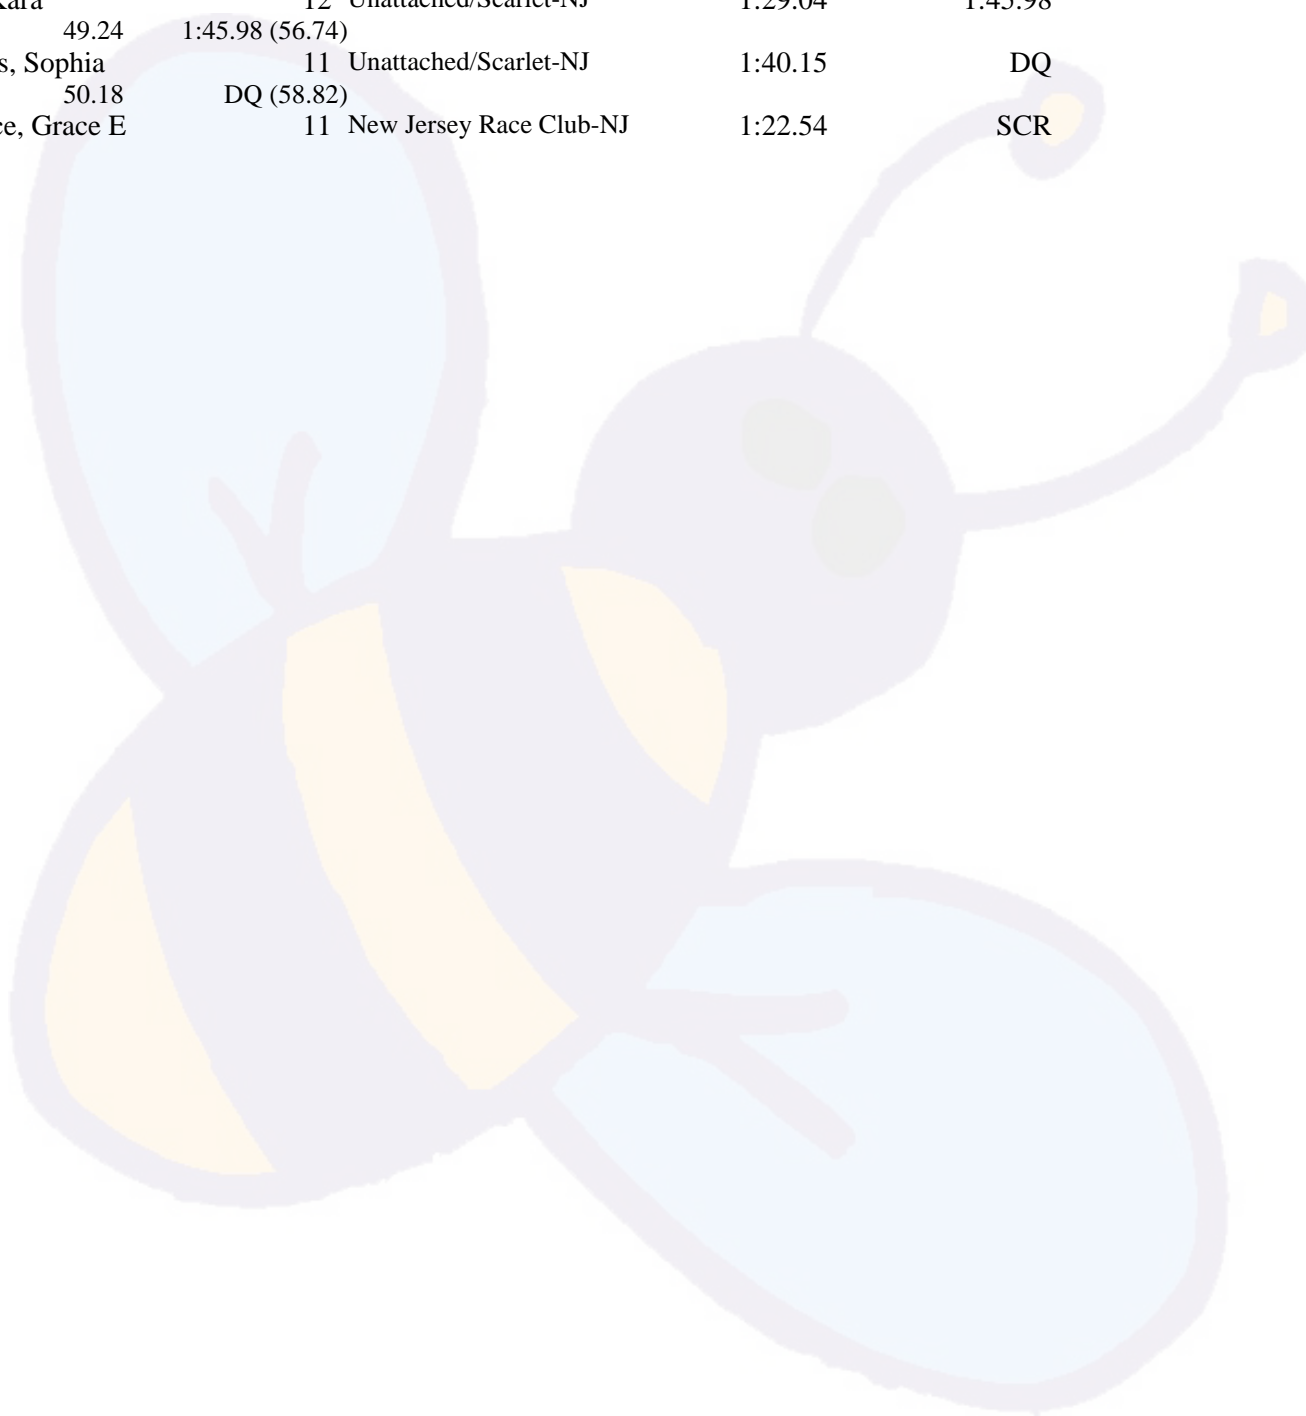 12 Unattached/Scarlet-NJ 1:29.04 1:45.98
49.24 1:45.98 (56.74)
Sophia 11 Unattached/Scarlet-NJ 1:40.15 DQ
50.18 DQ (58.82)
Grace E 11 New Jersey Race Club-NJ 1:22.54 SCR